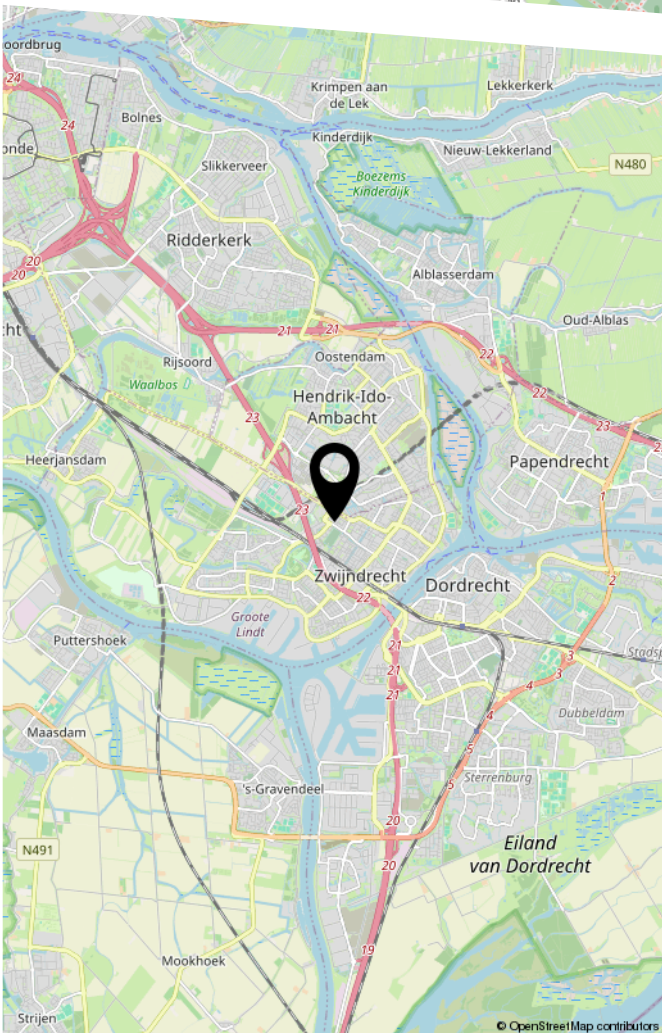 oordbrug
24
Krimpen aan
de Lek
Lekkerkerk
24
Bolnes
Kinderdijk
Nieuw-Lekkerland
onde
Slikkerveer
N480
Boezems
Kinderdijk
Ridderkerk
20
20
Alblasserdam
21
21
Oud-Alblas
cht
Rijsoord
Oostendam
22
Waalbos
22
Hendrik-Ido-
Ambacht
23
23
Heerjansdam
Papendrecht
1
23
Zwijndrecht
Dordrecht
2
22
Groote
Lindt
Puttershoek
21
21
21
3
3
Stadsp
4
4
Dubbeldam
Maasdam
5
5
Sterrenburg
's-Gravendeel
20
20
Eiland
van Dordrecht
N491
19
Mookhoek
Strijen
© OpenStreetMap contributors